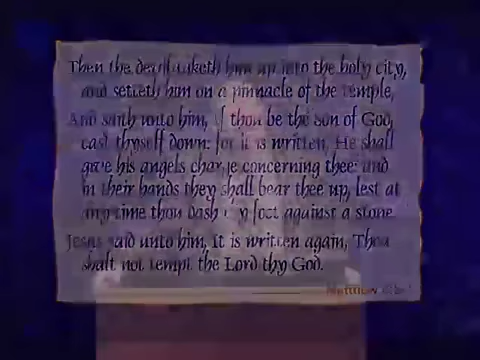 Then the devil taketh him up into the holy city,
and setteth him on a pinnacle of the temple,
And saith unto him, if thou be the son of God,
cast thyself down: for it is written, He shall
give his angels charge concerning thee: and
in their hands they shall bear thee up, lest at
any time thou dash thy foot against a stone.
Jesus said unto him, It is written again, Thou
shalt not tempt the Lord thy God.
Matthew